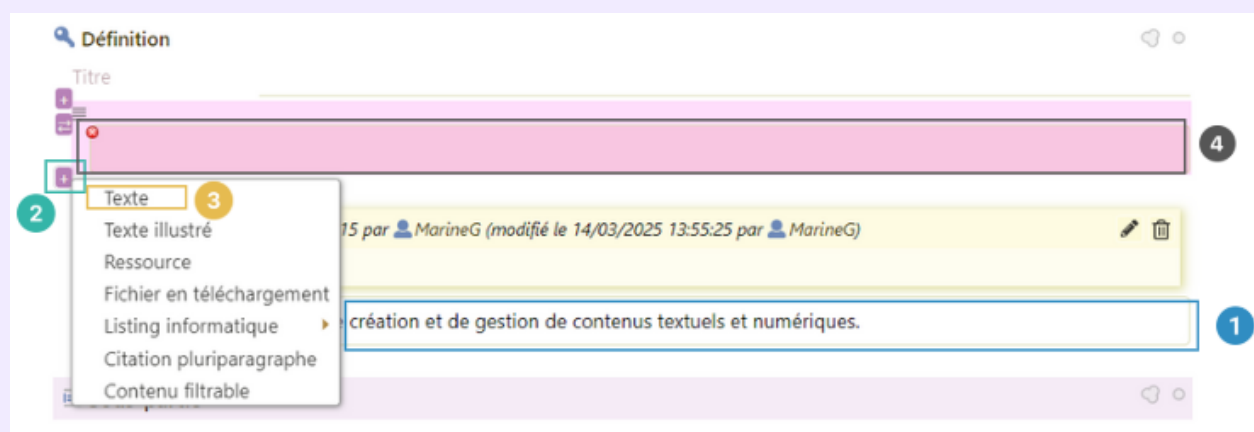 Définition
Titre
4
2
Texte 3
Texte illustré
15 par MarineG (modifié le 14/03/2025 13:55:25 par MarineG)
Ressource
Fichier en téléchargement
Listing informatique
création et de gestion de contenus textuels et numériques.
1
Citation pluriparagraphe
Contenu filtrable